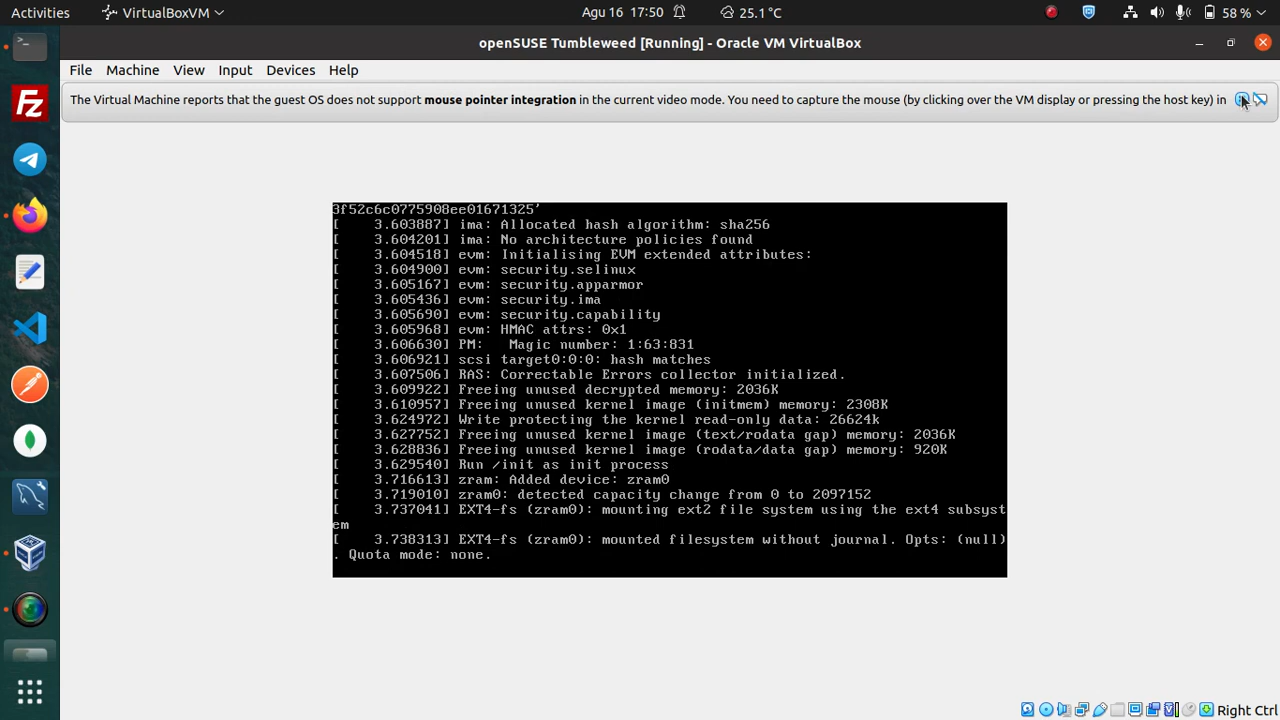 Activities
VirtualBoxVM
Agu 16 17:50
25.1 °C
58 %
openSUSE Tumbleweed [Running] - Oracle VM VirtualBox
File Machine View Input Devices Help
The Virtual Machine reports that the guest OS does not support mouse pointer integration in the current video mode. You need to capture the mouse (by clicking over the VM display or pressing the host key) in
3f52c6c0775908ee01671325'
[    3.603887] ima: Allocated hash algorithm: sha256
[    3.604201] ima: No architecture policies found
[    3.604518] evm: Initialising EVM extended attributes:
[    3.604900] evm: security.selinux
[    3.605167] evm: security.apparmor
[    3.605436] evm: security.ima
[    3.605690] evm: security.capability
[    3.605968] evm: HMAC attrs: 0x1
[    3.606630] PM:   Magic number: 1:63:831
[    3.606921] scsi target0:0:0: hash matches
[    3.607506] RAS: Correctable Errors collector initialized.
[    3.609922] Freeing unused decrypted memory: 2036K
[    3.610957] Freeing unused kernel image (initmem) memory: 2308K
[    3.624972] Write protecting the kernel read-only data: 26624k
[    3.627752] Freeing unused kernel image (text/rodata gap) memory: 2036K
[    3.628836] Freeing unused kernel image (rodata/data gap) memory: 920K
[    3.629540] Run /init as init process
[    3.716613] zram: Added device: zram0
[    3.719010] zram0: detected capacity change from 0 to 2097152
[    3.737041] EXT4-fs (zram0): mounting ext2 file system using the ext4 subsyst
em
[    3.738313] EXT4-fs (zram0): mounted filesystem without journal. Opts: (null)
. Quota mode: none.
Right Ctrl